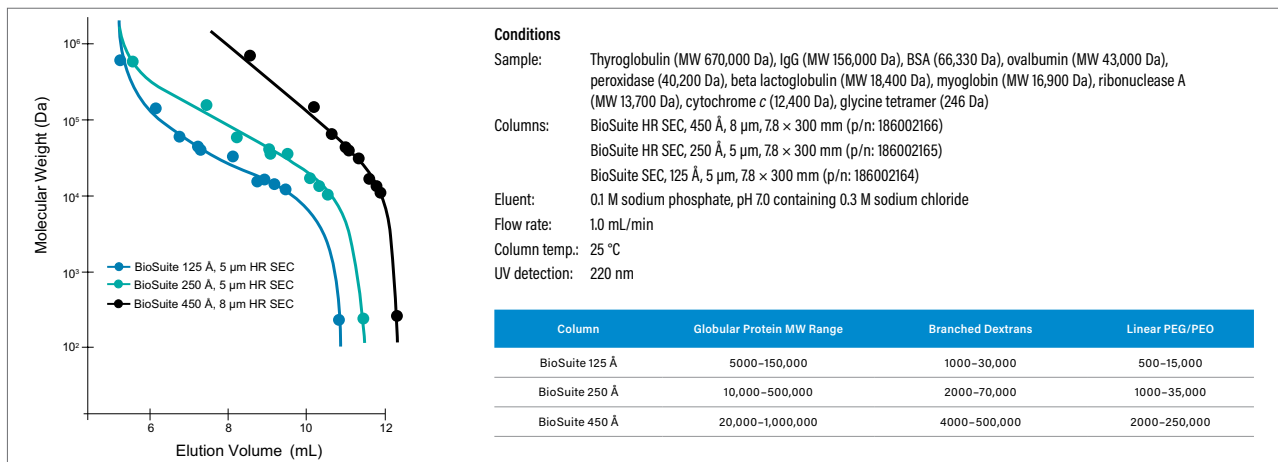 10⁶
10⁵
10⁴
10³
10²
Molecular Weight (Da)
BioSuite 125 Å, 5 µm HR SEC
BioSuite 250 Å, 5 µm HR SEC
BioSuite 450 Å, 8 µm HR SEC
6 8 10 12
Elution Volume (mL)
Conditions
Sample: Thyroglobulin (MW 670,000 Da), IgG (MW 156,000 Da), BSA (66,330 Da), ovalbumin (MW 43,000 Da),
peroxidase (40,200 Da), beta lactoglobulin (MW 18,400 Da), myoglobin (MW 16,900 Da), ribonuclease A
(MW 13,700 Da), cytochrome c (12,400 Da), glycine tetramer (246 Da)
Columns: BioSuite HR SEC, 450 Å, 8 µm, 7.8 × 300 mm (p/n: 186002166)
BioSuite HR SEC, 250 Å, 5 µm, 7.8 × 300 mm (p/n: 186002165)
BioSuite SEC, 125 Å, 5 µm, 7.8 × 300 mm (p/n: 186002164)
Eluent: 0.1 M sodium phosphate, pH 7.0 containing 0.3 M sodium chloride
Flow rate: 1.0 mL/min
Column temp.: 25 °C
UV detection: 220 nm
Column Globular Protein MW Range Branched Dextrans Linear PEG/PEO
BioSuite 125 Å 5000–150,000 1000–30,000 500–15,000
BioSuite 250 Å 10,000–500,000 2000–70,000 1000–35,000
BioSuite 450 Å 20,000–1,000,000 4000–500,000 2000–250,000